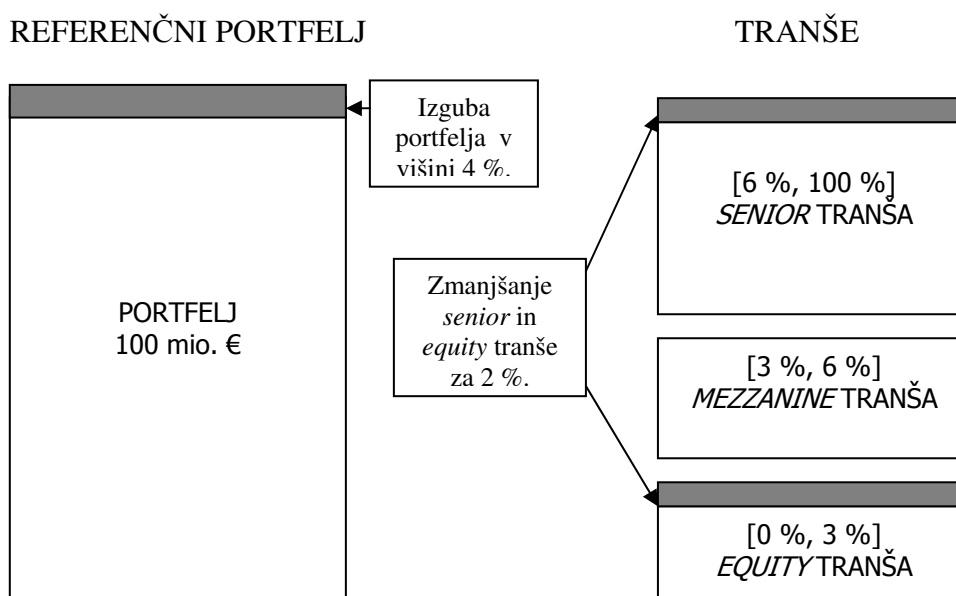 REFERENČNI PORTFELJ
TRANŠE
Izguba
portfelja v
višini 4 %.
[6 %, 100 %]
SENIOR TRANŠA
Zmanjšanje
senior in
equity tranše
za 2 %.
PORTFELJ
100 mio. €
[3 %, 6 %]
MEZZANINE TRANŠA
[0 %, 3 %]
EQUITY TRANŠA